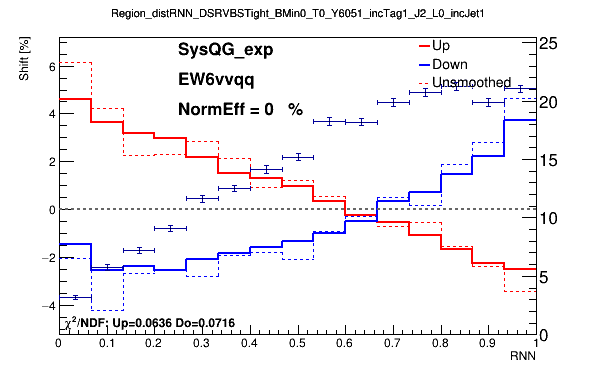 Region_distRNN_DSRVBSTight_BMin0_T0_Y6051_incTag1_J2_L0_incJet1
Shift [%]
SysQG_exp
EW6vvqq
NormEff = 0 %
Up
Down
Unsmoothed
6
4
2
0
−2
−4
25
20
15
10
5
0
χ²/NDF: Up=0.0636 Do=0.0716
0 0.1 0.2 0.3 0.4 0.5 0.6 0.7 0.8 0.9 1
RNN